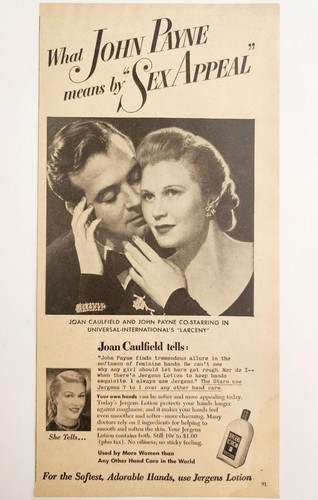 What JOHN PAYNE
means by "SEX APPEAL"
JOAN CAULFIELD AND JOHN PAYNE CO-STARRING IN
UNIVERSAL-INTERNATIONAL'S "LARCENY"
Joan Caulfield tells:
"John Payne finds tremendous allure in the
softness of feminine hands. He can't see
why any girl should let hers get rough. Nor do I—
when there's Jergens Lotion to keep hands
exquisite I always use Jergens." The Stars use
Jergens 7 to 1 over any other hand care.
Your own hands can be softer and more appealing today.
Today's Jergens Lotion protects your hands longer
against roughness; and it makes your hands feel
even smoother and softer—more charming. Many
doctors rely on 2 ingredients for helping to
smooth and soften the skin. Your Jergens
Lotion contains both. Still 10¢ to $1.00
(plus tax). No oiliness, no sticky feeling.
She Tells...
Used by More Women than
Any Other Hand Care in the World
For the Softest, Adorable Hands, use Jergens Lotion
91